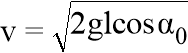 v = √2glcosα₀